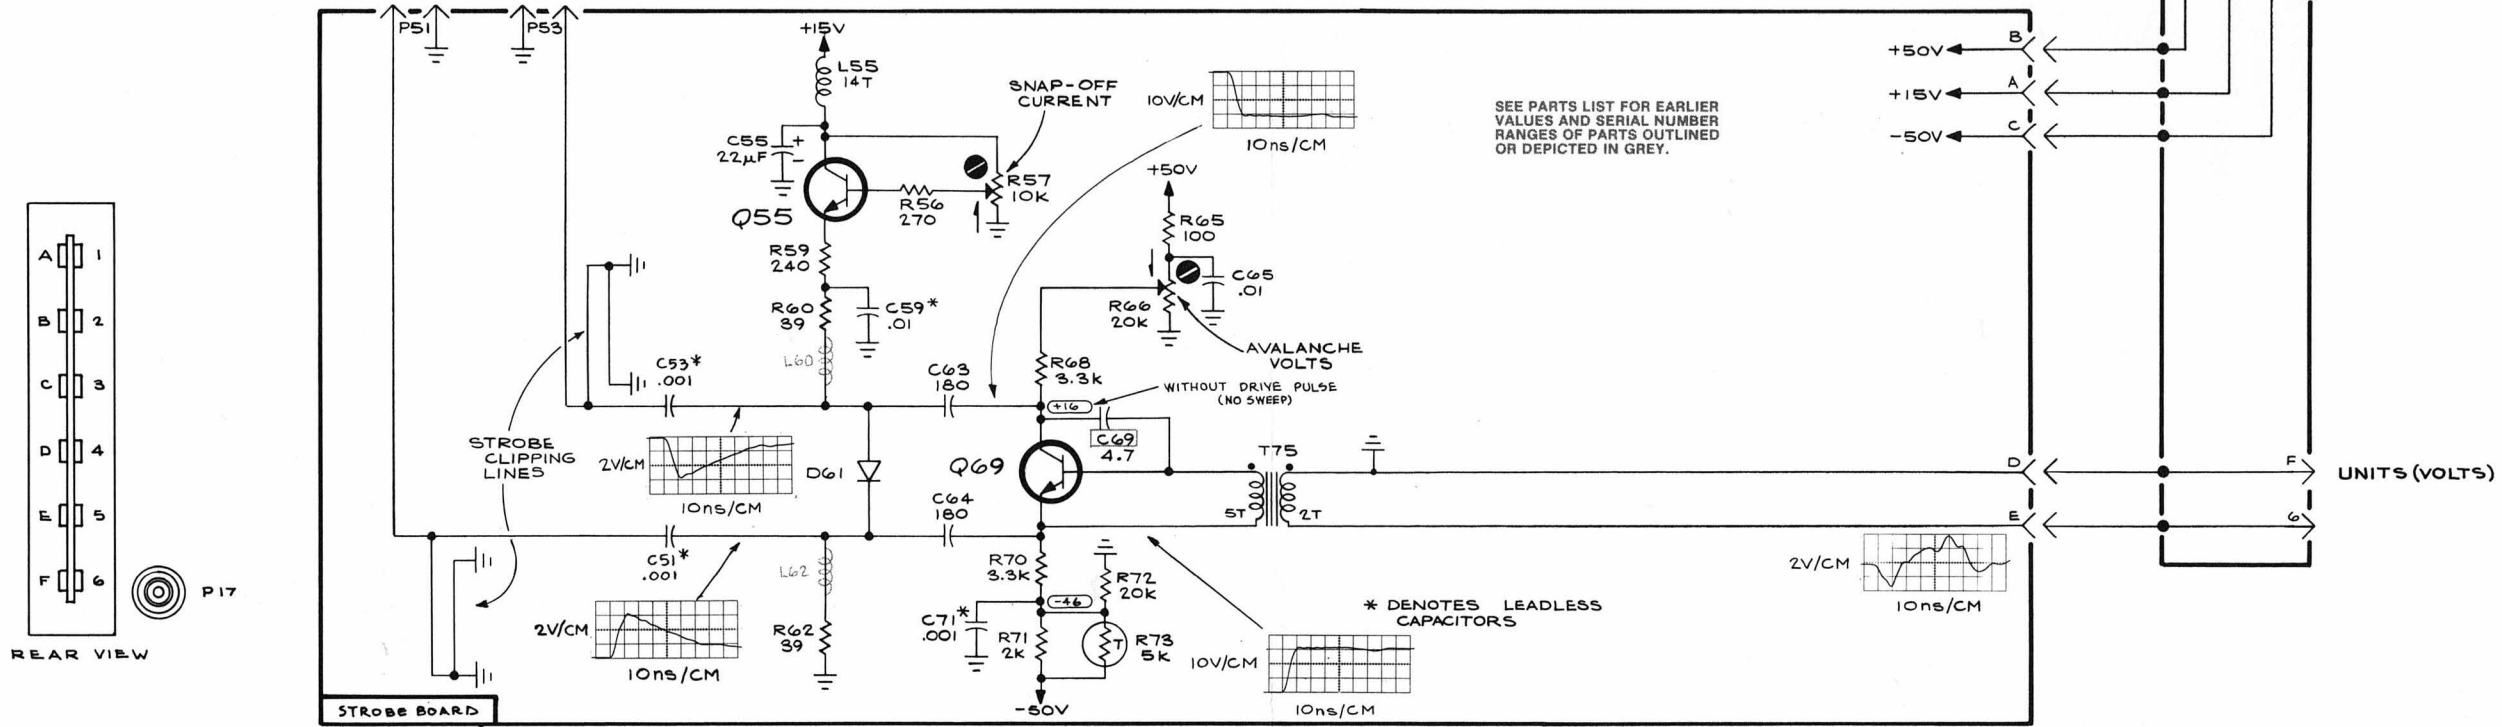 P51
P53
+15V
L55
14T
SNAP-OFF
CURRENT
10V/CM
10ns/CM
SEE PARTS LIST FOR EARLIER
VALUES AND SERIAL NUMBER
RANGES OF PARTS OUTLINED
OR DEPICTED IN GREY.
+50V
B
+15V
A
-50V
C
C55
22µF
+
-
Q55
R56
270
R57
10K
+50V
R65
100
C65
.01
R66
20K
AVALANCHE
VOLTS
R59
240
R60
39
C59*
.01
L60
C53*
.001
C63
180
R68
3.3K
WITHOUT DRIVE PULSE
(NO SWEEP)
+16
C69
4.7
STROBE
CLIPPING
LINES
2V/CM
10ns/CM
D61
Q69
T75
5T
2T
D
F
UNITS (VOLTS)
E
6
C64
180
C51*
.001
L62
R70
3.3K
R72
20K
-46
C71*
.001
R71
2K
T
R73
5K
-50V
2V/CM
10ns/CM
R62
39
* DENOTES LEADLESS
CAPACITORS
10V/CM
10ns/CM
2V/CM
10ns/CM
A 1
B 2
C 3
D 4
E 5
F 6
P17
REAR VIEW
STROBE BOARD